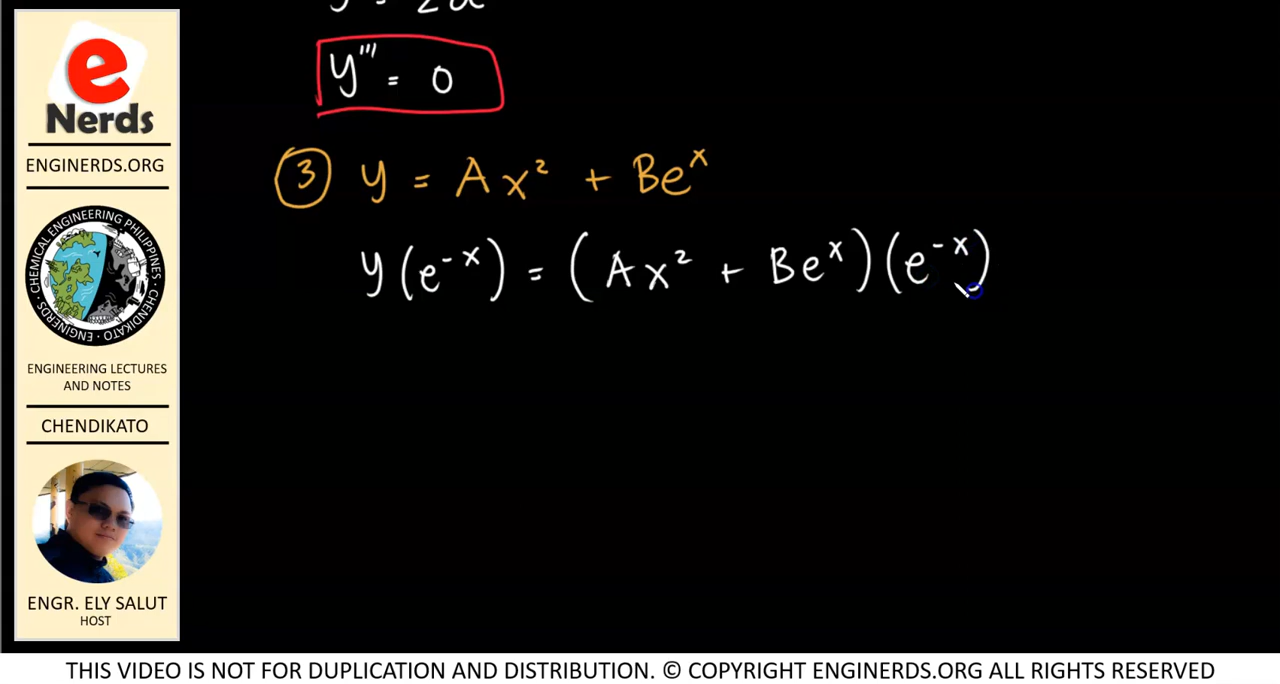 y''' = 0
③ y = Ax² + Beˣ
y(e⁻ˣ) = (Ax² + Beˣ)(e⁻ˣ)
e
Nerds
ENGINERDS.ORG
CHEMICAL ENGINEERING PHILIPPINES
ENGINERDS · CHENDIKATO
ENGINEERING LECTURES
AND NOTES
CHENDIKATO
ENGR. ELY SALUT
HOST
THIS VIDEO IS NOT FOR DUPLICATION AND DISTRIBUTION. © COPYRIGHT ENGINERDS.ORG ALL RIGHTS RESERVED